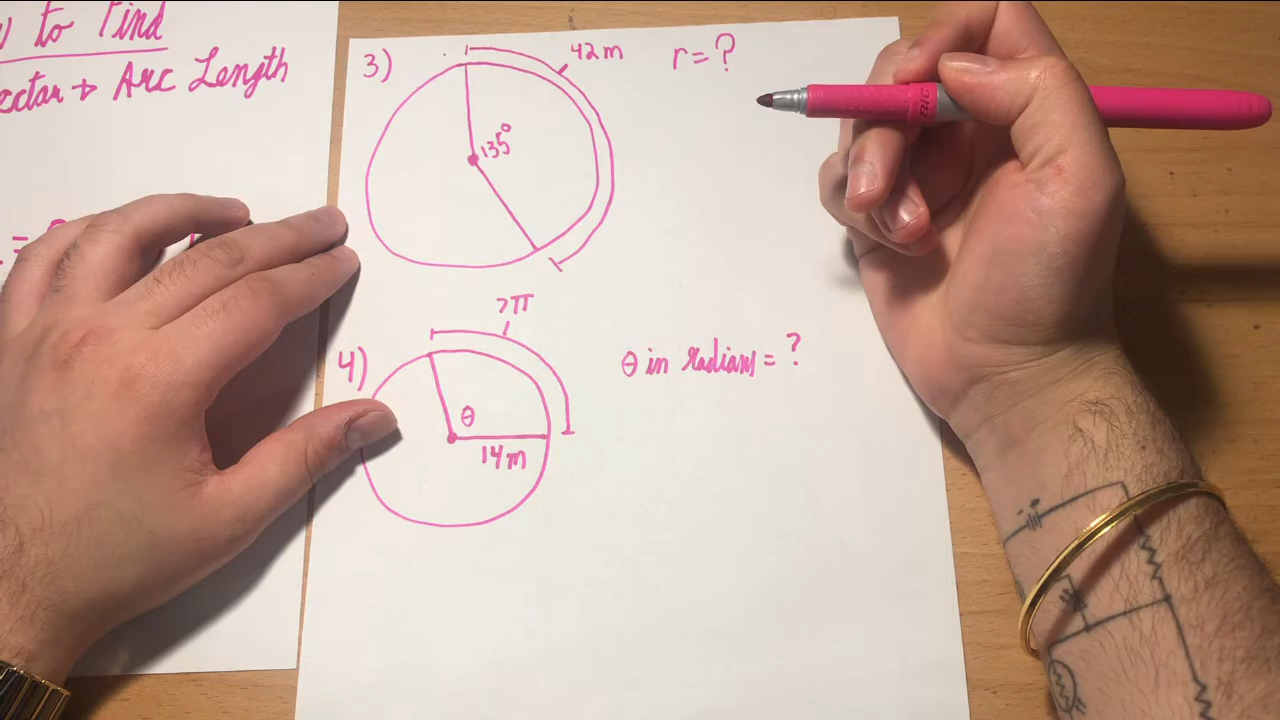 to Find
Arc Length
3)
42m
r = ?
135°
BIC
4)
7π
θ in radians = ?
θ
14m